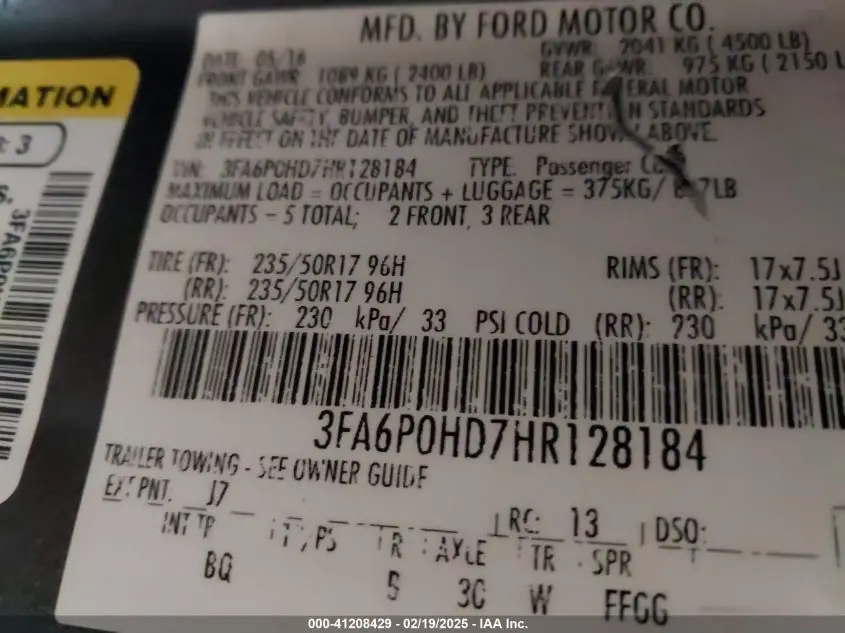 MFD. BY FORD MOTOR CO.
DATE: 05/16 GVWR: 2041 KG ( 4500 LB)
FRONT GAWR: 1089 KG ( 2400 LB) REAR GAWR: 975 KG ( 2150 L
THIS VEHICLE CONFORMS TO ALL APPLICABLE FEDERAL MOTOR
VEHICLE SAFETY, BUMPER, AND THEFT PREVENTION STANDARDS
IN EFFECT ON THE DATE OF MANUFACTURE SHOWN ABOVE.
VIN: 3FA6P0HD7HR128184 TYPE: Passenger
MAXIMUM LOAD = OCCUPANTS + LUGGAGE = 375KG/
OCCUPANTS - 5 TOTAL; 2 FRONT, 3 REAR
TIRE (FR): 235/50R17 96H RIMS (FR): 17x7.5J
(RR): 235/50R17 96H (RR): 17x7.5J
PRESSURE (FR): 230 kPa/ 33 PSI COLD (RR): 230 kPa/ 33
3FA6P0HD7HR128184
TRAILER TOWING - SEE OWNER GUIDE
EXT PNT: J7 RC: 13 DSO:
INT TR TP/PS R AXLE TR SPR
BQ 5 3C W FFGG
MATION
: 3
3FA6P0
000-41208429 - 02/19/2025 - IAA Inc.